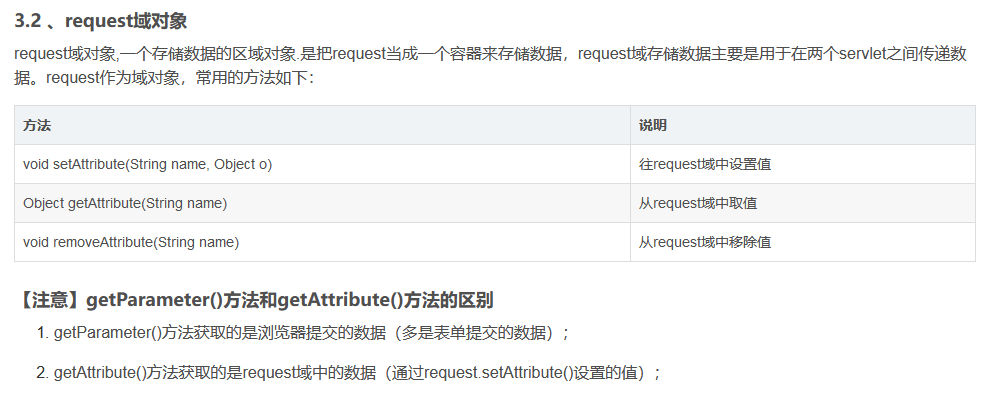 3.2 、request域对象
request域对象,一个存储数据的区域对象.是把request当成一个容器来存储数据，request域存储数据主要是用于在两个servlet之间传递数
据。request作为域对象，常用的方法如下：
方法 说明
void setAttribute(String name, Object o) 往request域中设置值
Object getAttribute(String name) 从request域中取值
void removeAttribute(String name) 从request域中移除值
【注意】getParameter()方法和getAttribute()方法的区别
1. getParameter()方法获取的是浏览器提交的数据（多是表单提交的数据）；
2. getAttribute()方法获取的是request域中的数据（通过request.setAttribute()设置的值）；